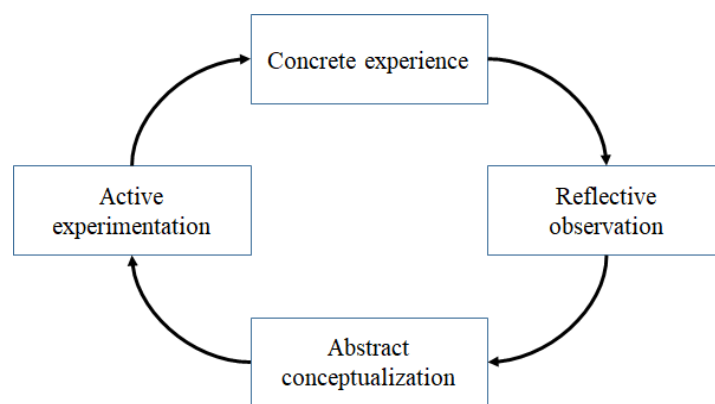 Concrete experience
Active
experimentation
Reflective
observation
Abstract
conceptualization